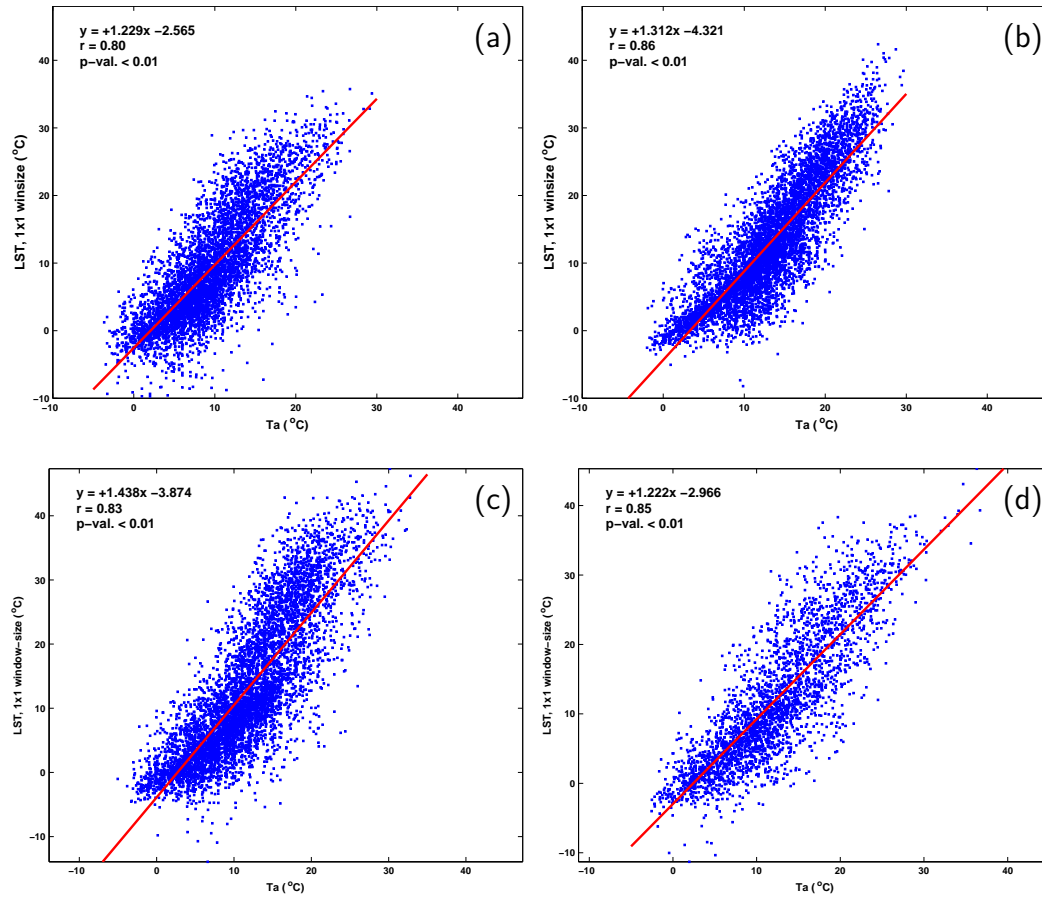 y = +1.229x −2.565
r = 0.80
p−val. < 0.01
(a)
40
30
20
10
0
−10
LST, 1x1 winsize (°C)
−10 0 10 20 30 40
Ta (°C)
y = +1.312x −4.321
r = 0.86
p−val. < 0.01
(b)
40
30
20
10
0
−10
LST, 1x1 winsize (°C)
−10 0 10 20 30 40
Ta (°C)
y = +1.438x −3.874
r = 0.83
p−val. < 0.01
(c)
40
30
20
10
0
−10
LST, 1x1 window−size (°C)
−10 0 10 20 30 40
Ta (°C)
y = +1.222x −2.966
r = 0.85
p−val. < 0.01
(d)
40
30
20
10
0
−10
LST, 1x1 window−size (°C)
−10 0 10 20 30 40
Ta (°C)